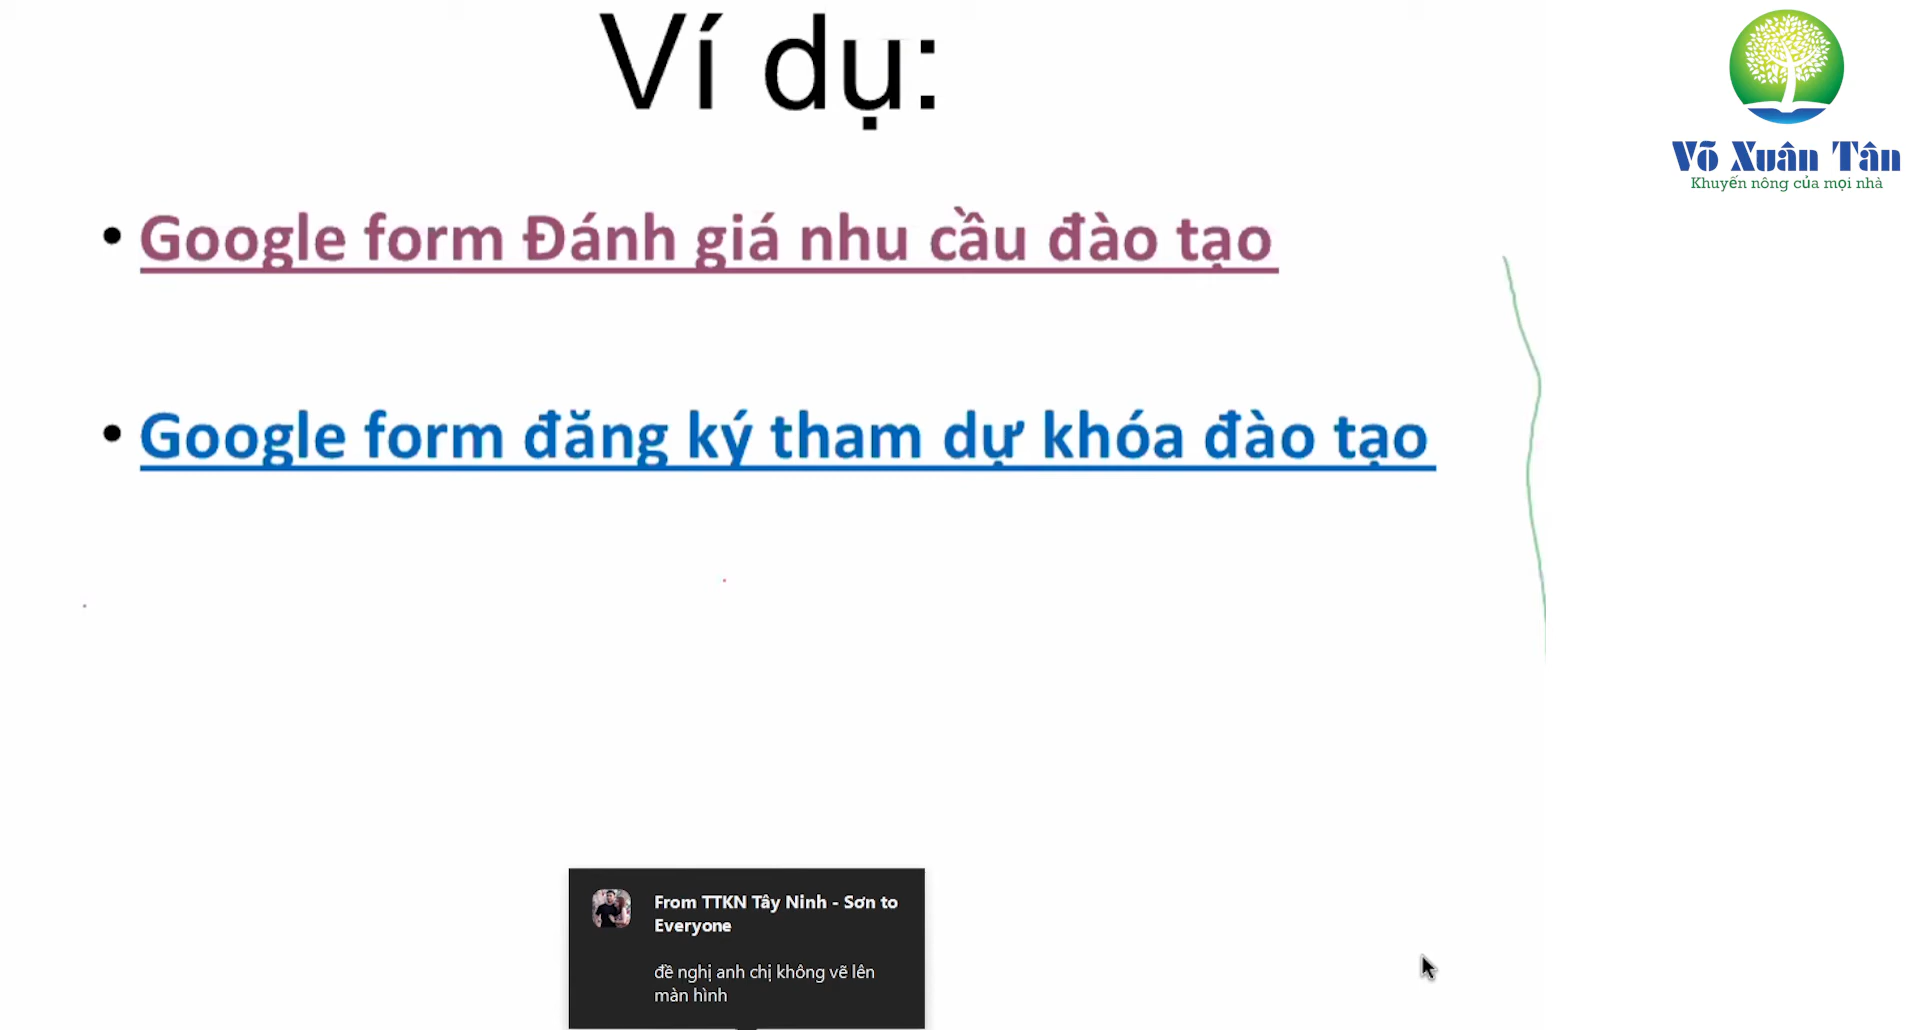 Ví dụ:
Võ Xuân Tân
Khuyến nông của mọi nhà
• Google form Đánh giá nhu cầu đào tạo
• Google form đăng ký tham dự khóa đào tạo
From TTKN Tây Ninh - Sơn to
Everyone
đề nghị anh chị không vẽ lên
màn hình